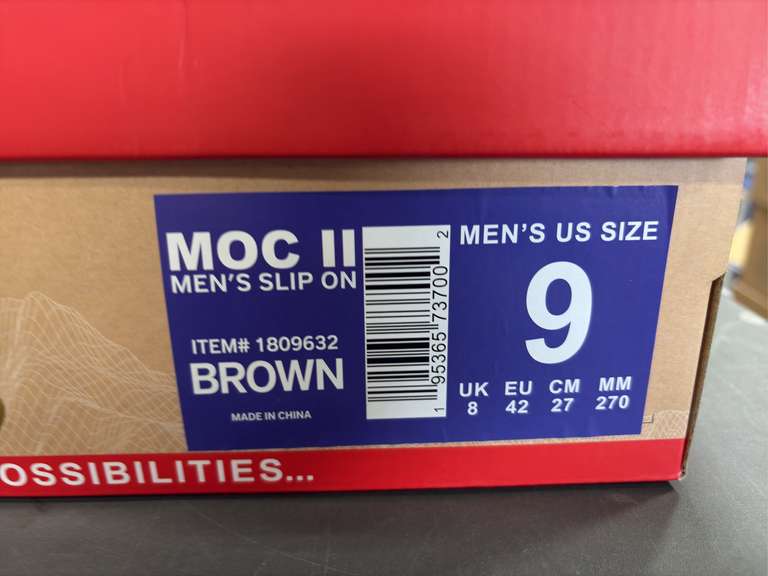 MOC II
MEN'S SLIP ON
ITEM# 1809632
BROWN
MADE IN CHINA
1 95365 73700 2
MEN'S US SIZE
9
UK EU CM MM
8 42 27 270
OSSIBILITIES...